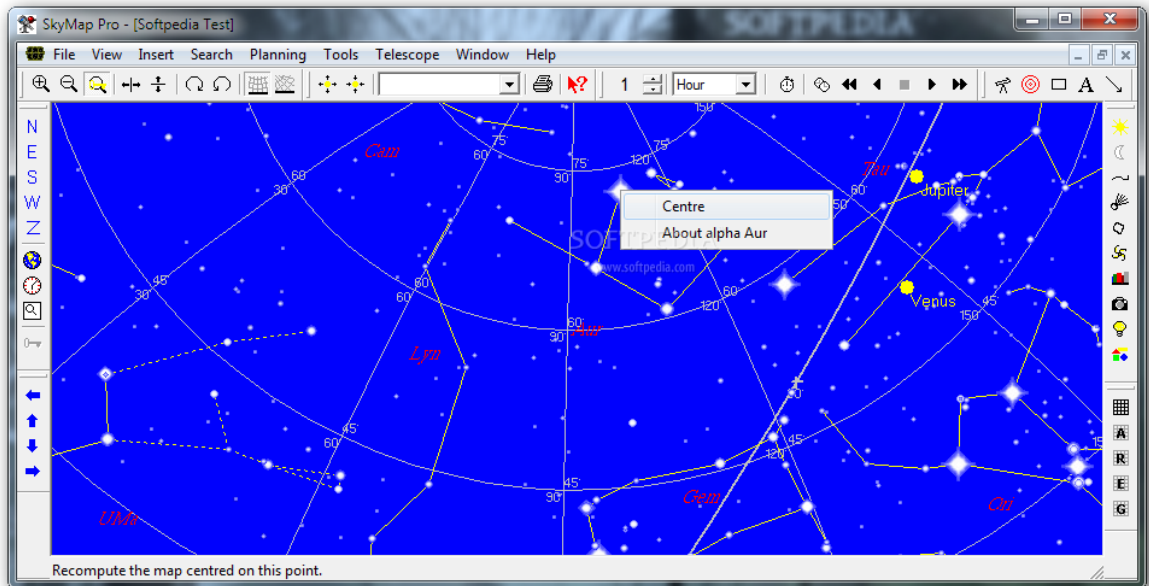 SkyMap Pro - [Softpedia Test]
SOFTPEDIA
File View Insert Search Planning Tools Telescope Window Help
1 Hour
A
N
E
S
W
Z
Cam
Tau
Jupiter
Venus
Aur
Lyn
UMa
Gem
Ori
150°
75°
60
75°
90
120
75°
60
30
60°
50
45°
30
60
60°
60°
120
45°
150
60°
90
60
45°
30°
45°
120
45°
90
15
Centre
About alpha Aur
SOFTPEDIA
www.softpedia.com
A
R
E
G
Recompute the map centred on this point.